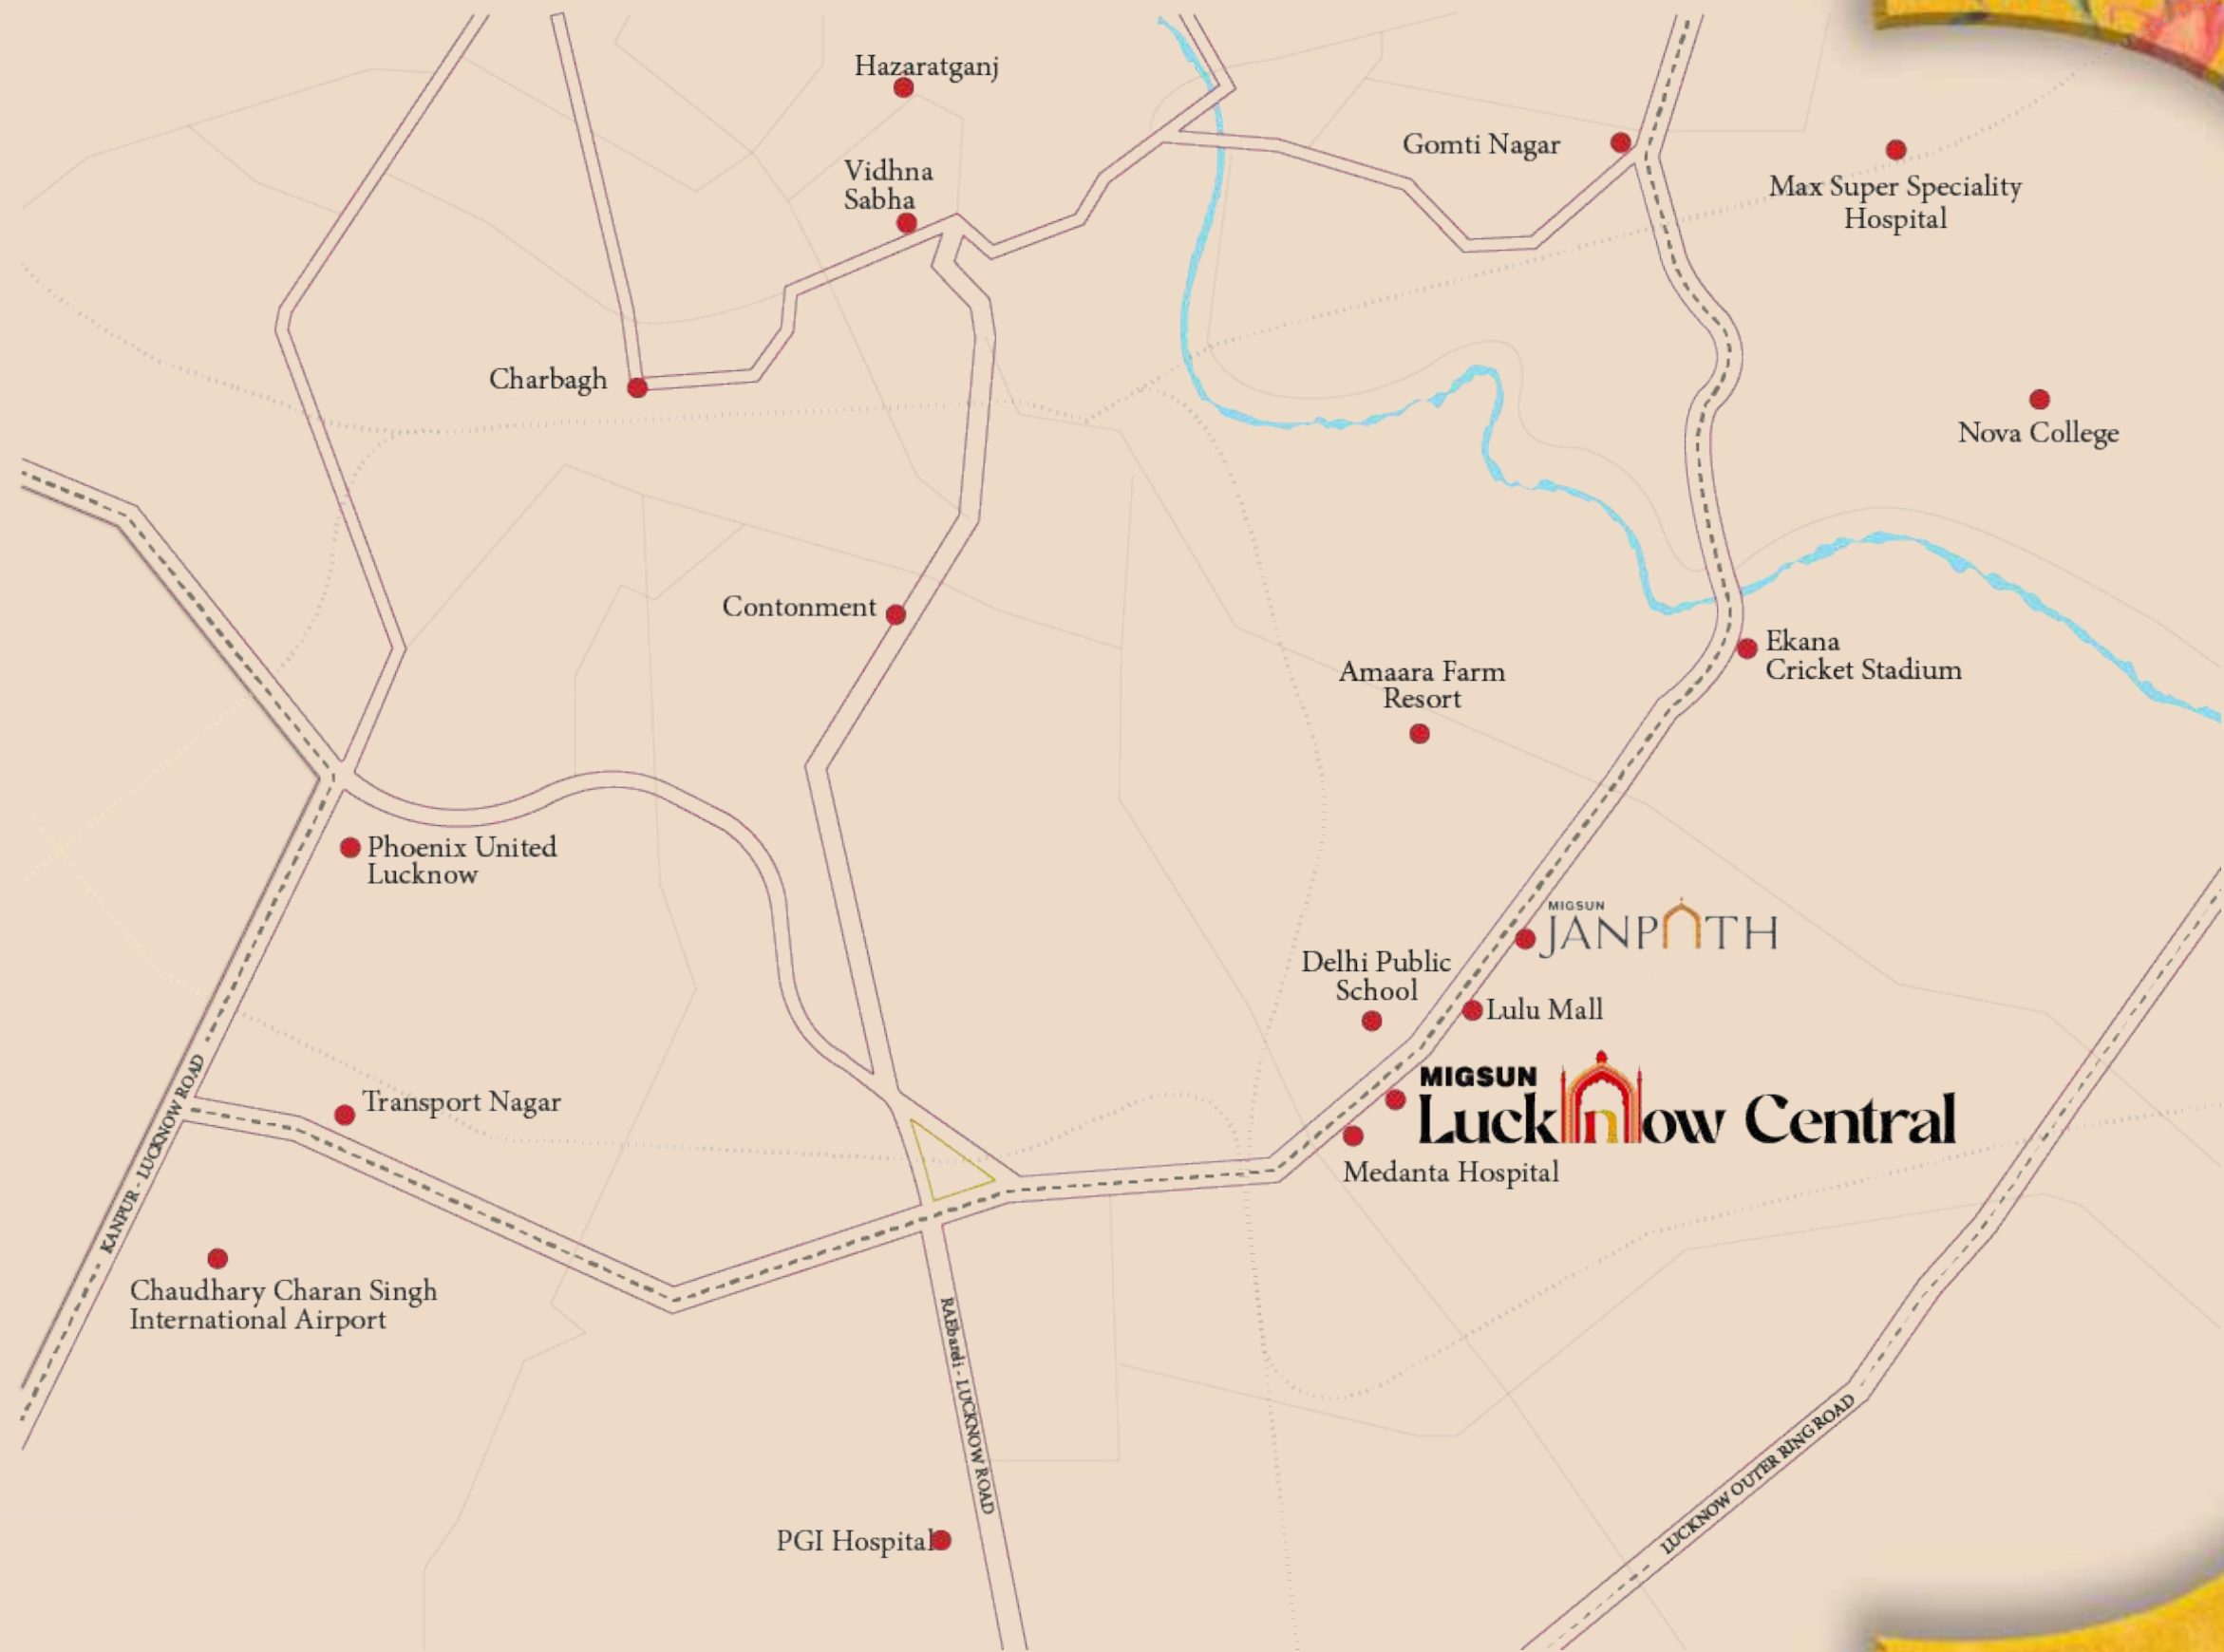 Hazaratganj
Gomti Nagar
Vidhna
Sabha
Max Super Speciality
Hospital
Charbagh
Nova College
Contonment
Ekana
Cricket Stadium
Amaara Farm
Resort
Phoenix United
Lucknow
MIGSUN
JANPATH
Delhi Public
School
Lulu Mall
MIGSUN
Lucknow Central
Medanta Hospital
Transport Nagar
KANPUR - LUCKNOW ROAD
Chaudhary Charan Singh
International Airport
RAEbareli - LUCKNOW ROAD
LUCKNOW OUTER RING ROAD
PGI Hospital